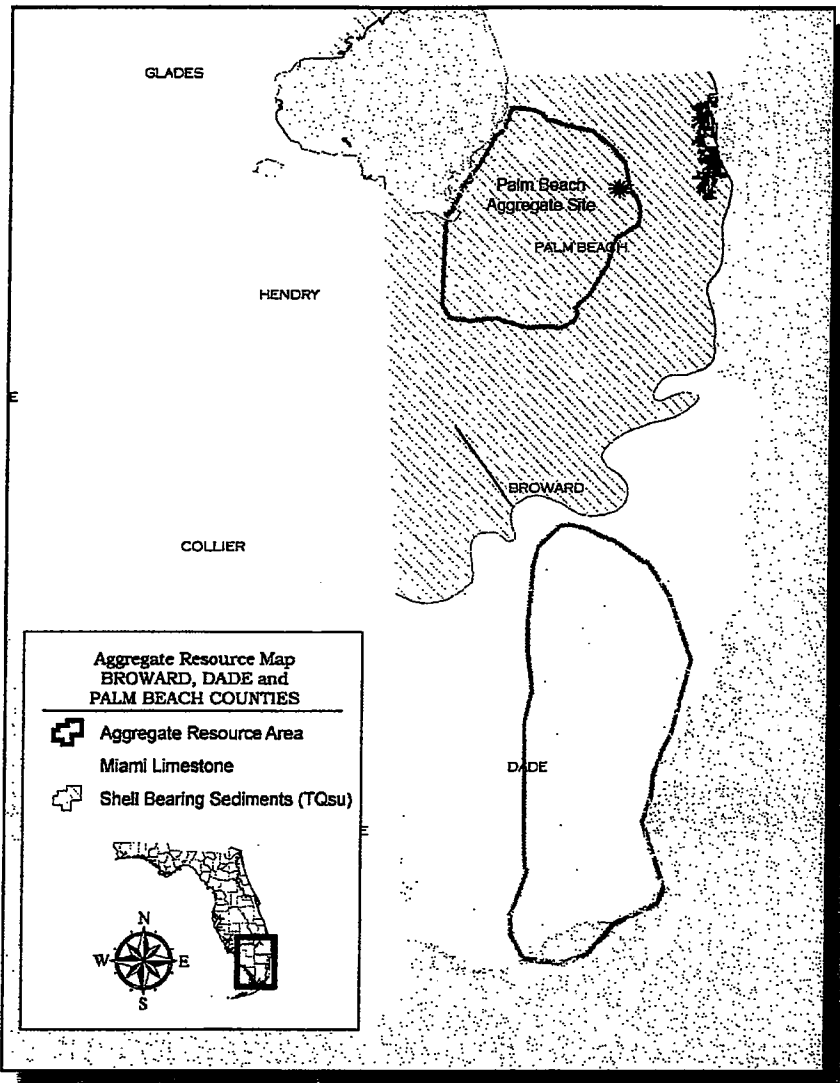 GLADES
Palm Beach
Aggregate Site
PALM BEACH
HENDRY
E
BROWARD
COLLIER
Aggregate Resource Map
BROWARD, DADE and
PALM BEACH COUNTIES
Aggregate Resource Area
Miami Limestone
Shell Bearing Sediments (TQsu)
DADE
E
N
W E
S